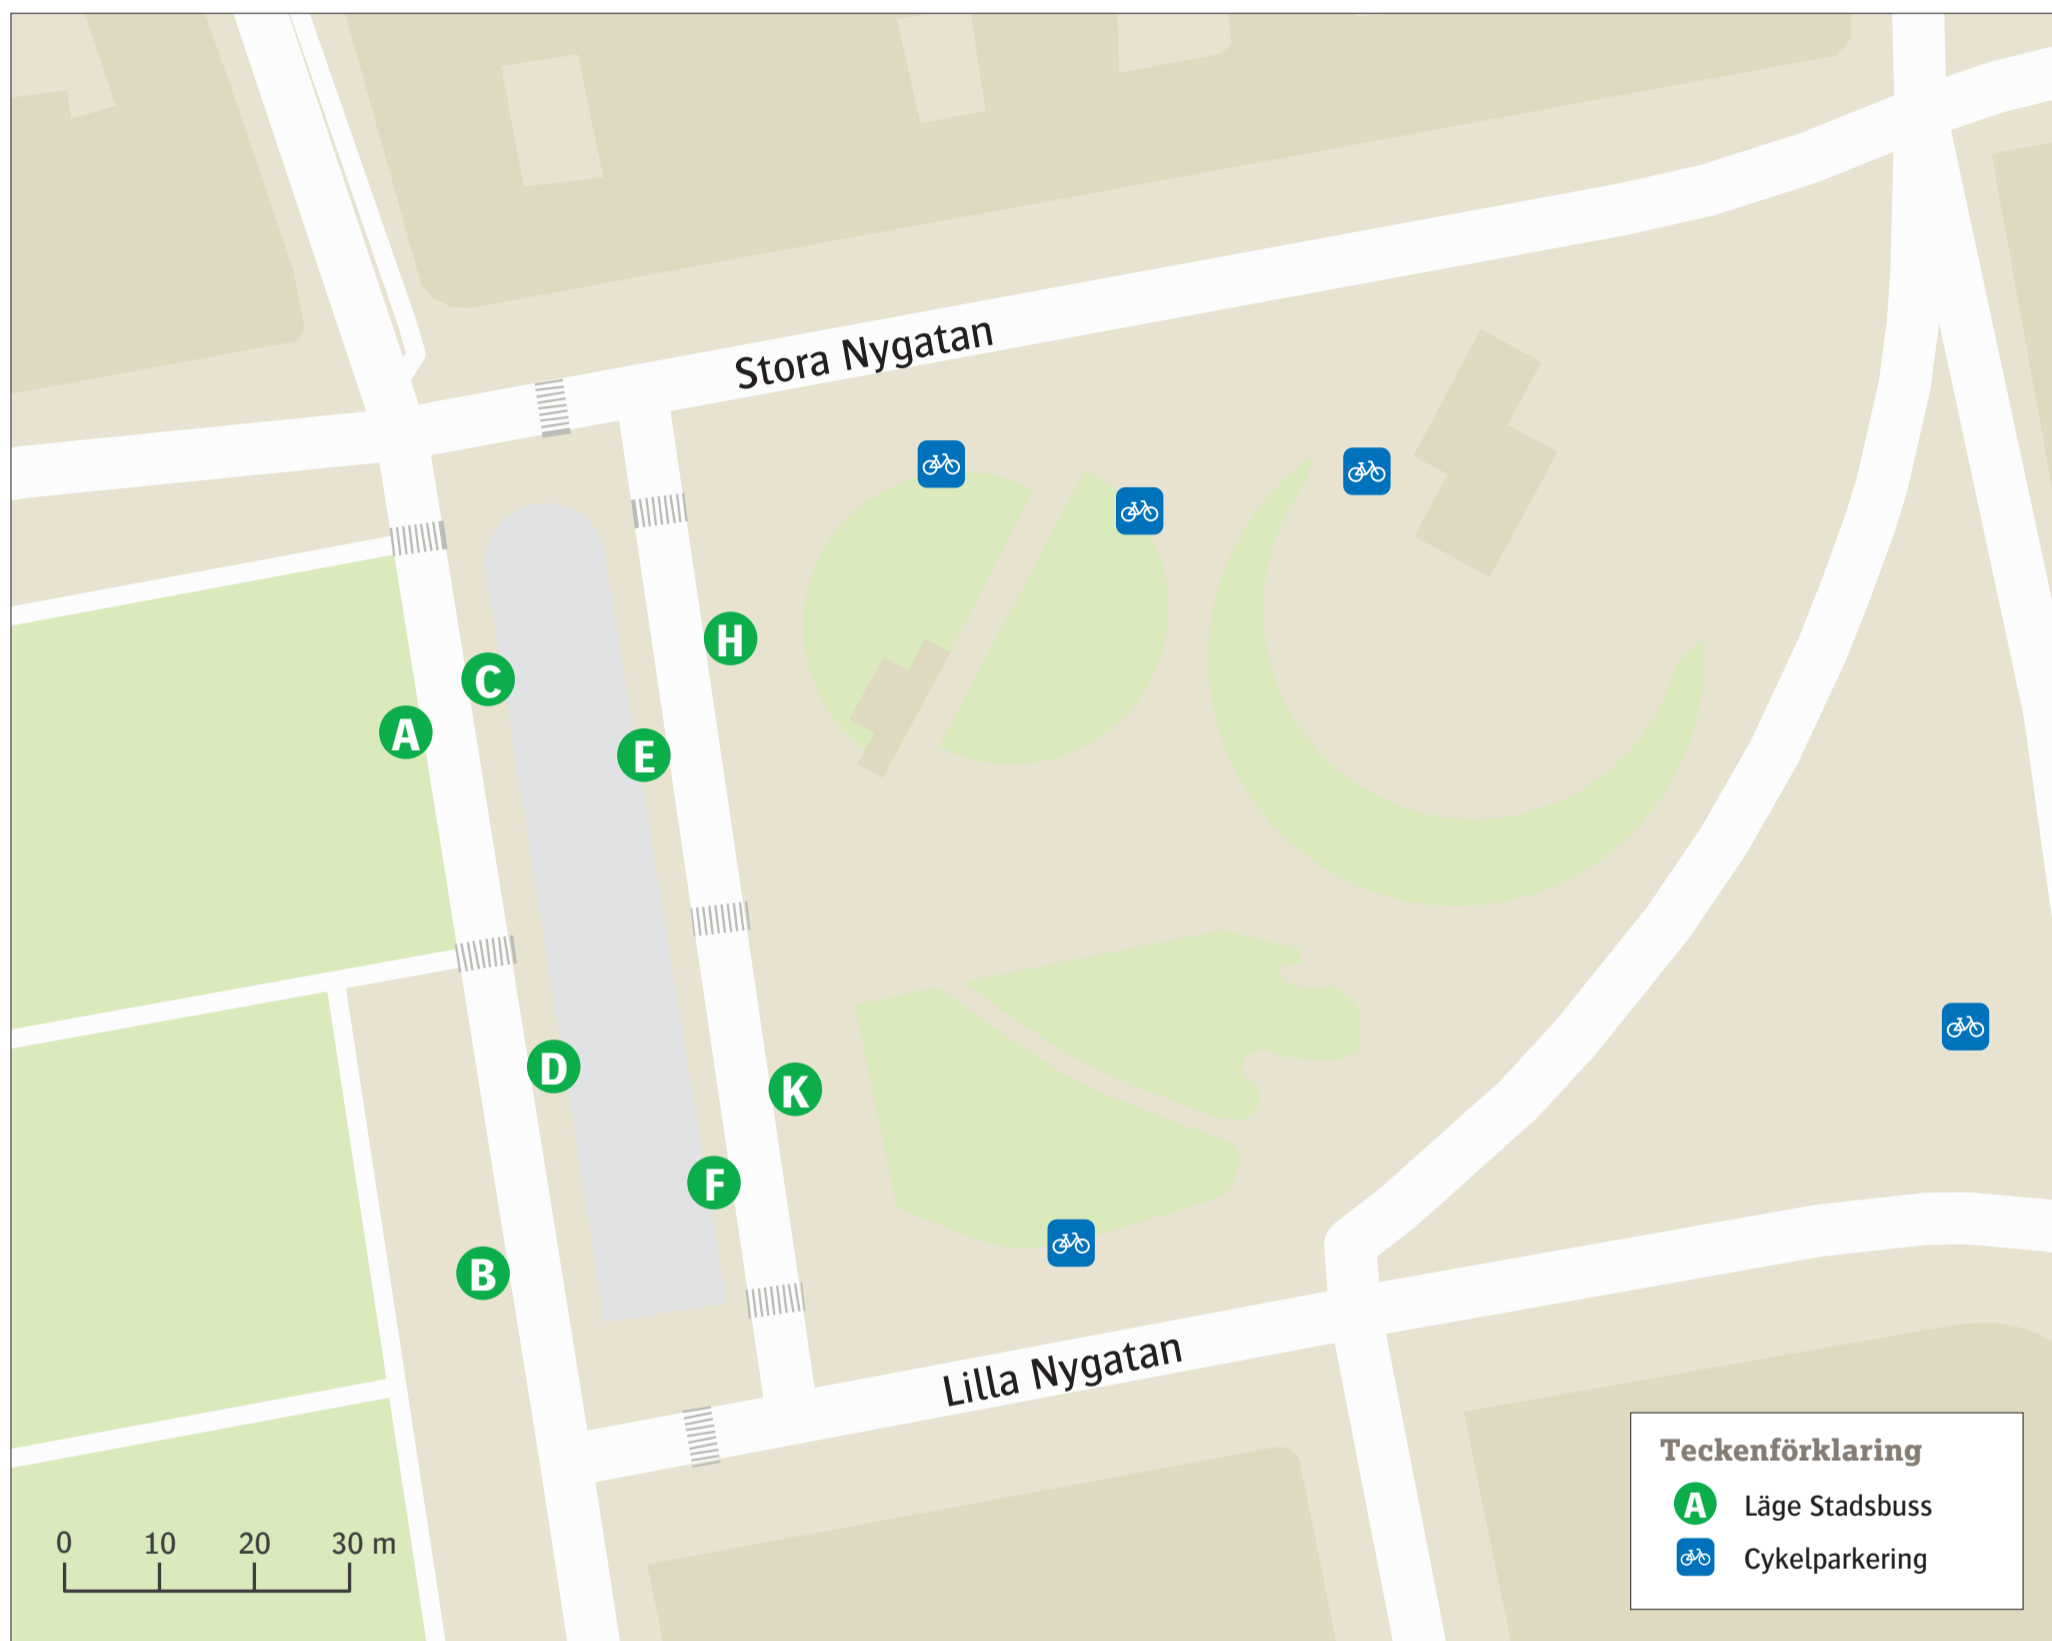 Stora Nygatan
H
C
A
E
D
K
F
B
Lilla Nygatan
0 10 20 30 m
Teckenförklaring
A Läge Stadsbuss
Cykelparkering